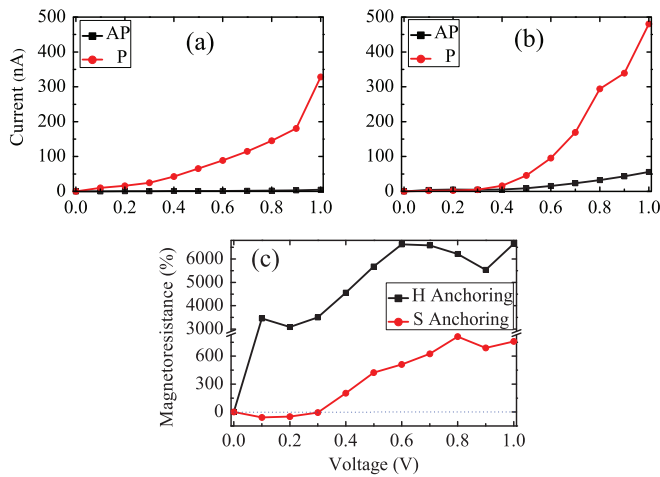 500
400
300
200
100
0
Current (nA)
AP
P
(a)
0.0 0.2 0.4 0.6 0.8 1.0
500
400
300
200
100
0
AP
P
(b)
0.0 0.2 0.4 0.6 0.8 1.0
6000
5000
4000
3000
600
300
0
Magnetoresistance (%)
(c)
H Anchoring
S Anchoring
0.0 0.2 0.4 0.6 0.8 1.0
Voltage (V)